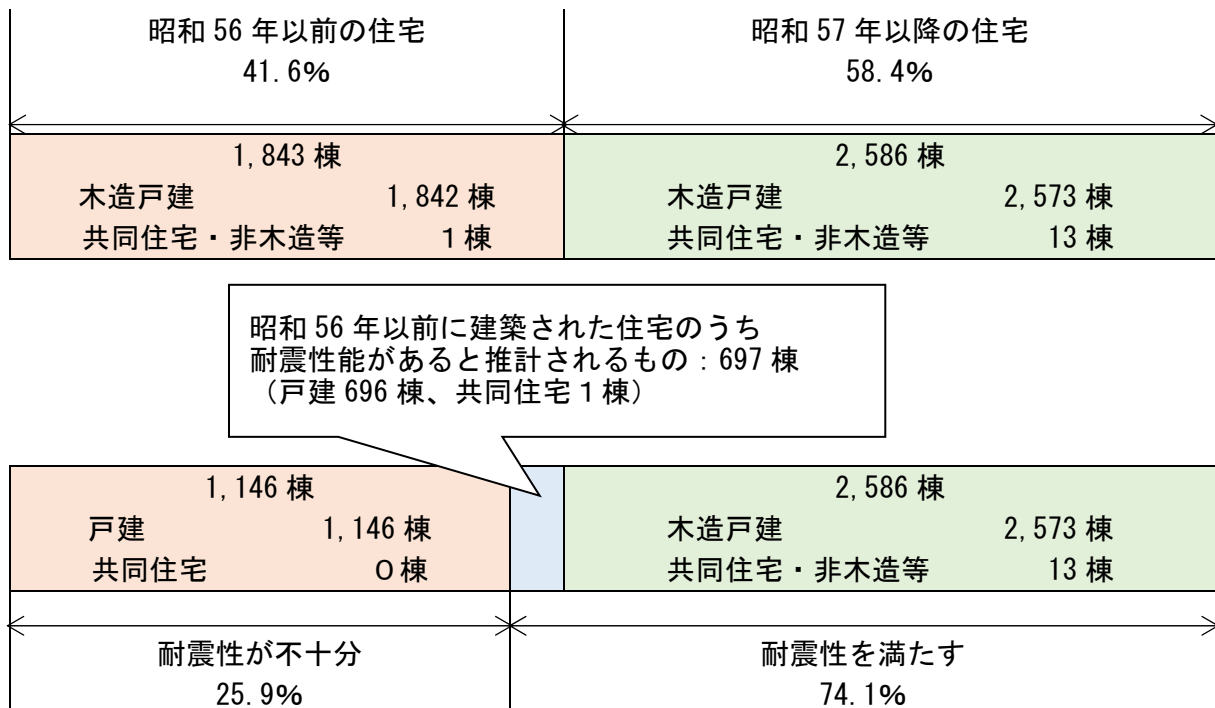 昭和 56 年以前の住宅
41.6%
昭和 57 年以降の住宅
58.4%
1,843 棟
木造戸建 1,842 棟
共同住宅・非木造等 1 棟
2,586 棟
木造戸建 2,573 棟
共同住宅・非木造等 13 棟
昭和 56 年以前に建築された住宅のうち
耐震性能があると推計されるもの：697 棟
（戸建 696 棟、共同住宅 1 棟）
1,146 棟
戸建 1,146 棟
共同住宅 0 棟
2,586 棟
木造戸建 2,573 棟
共同住宅・非木造等 13 棟
耐震性が不十分
25.9%
耐震性を満たす
74.1%